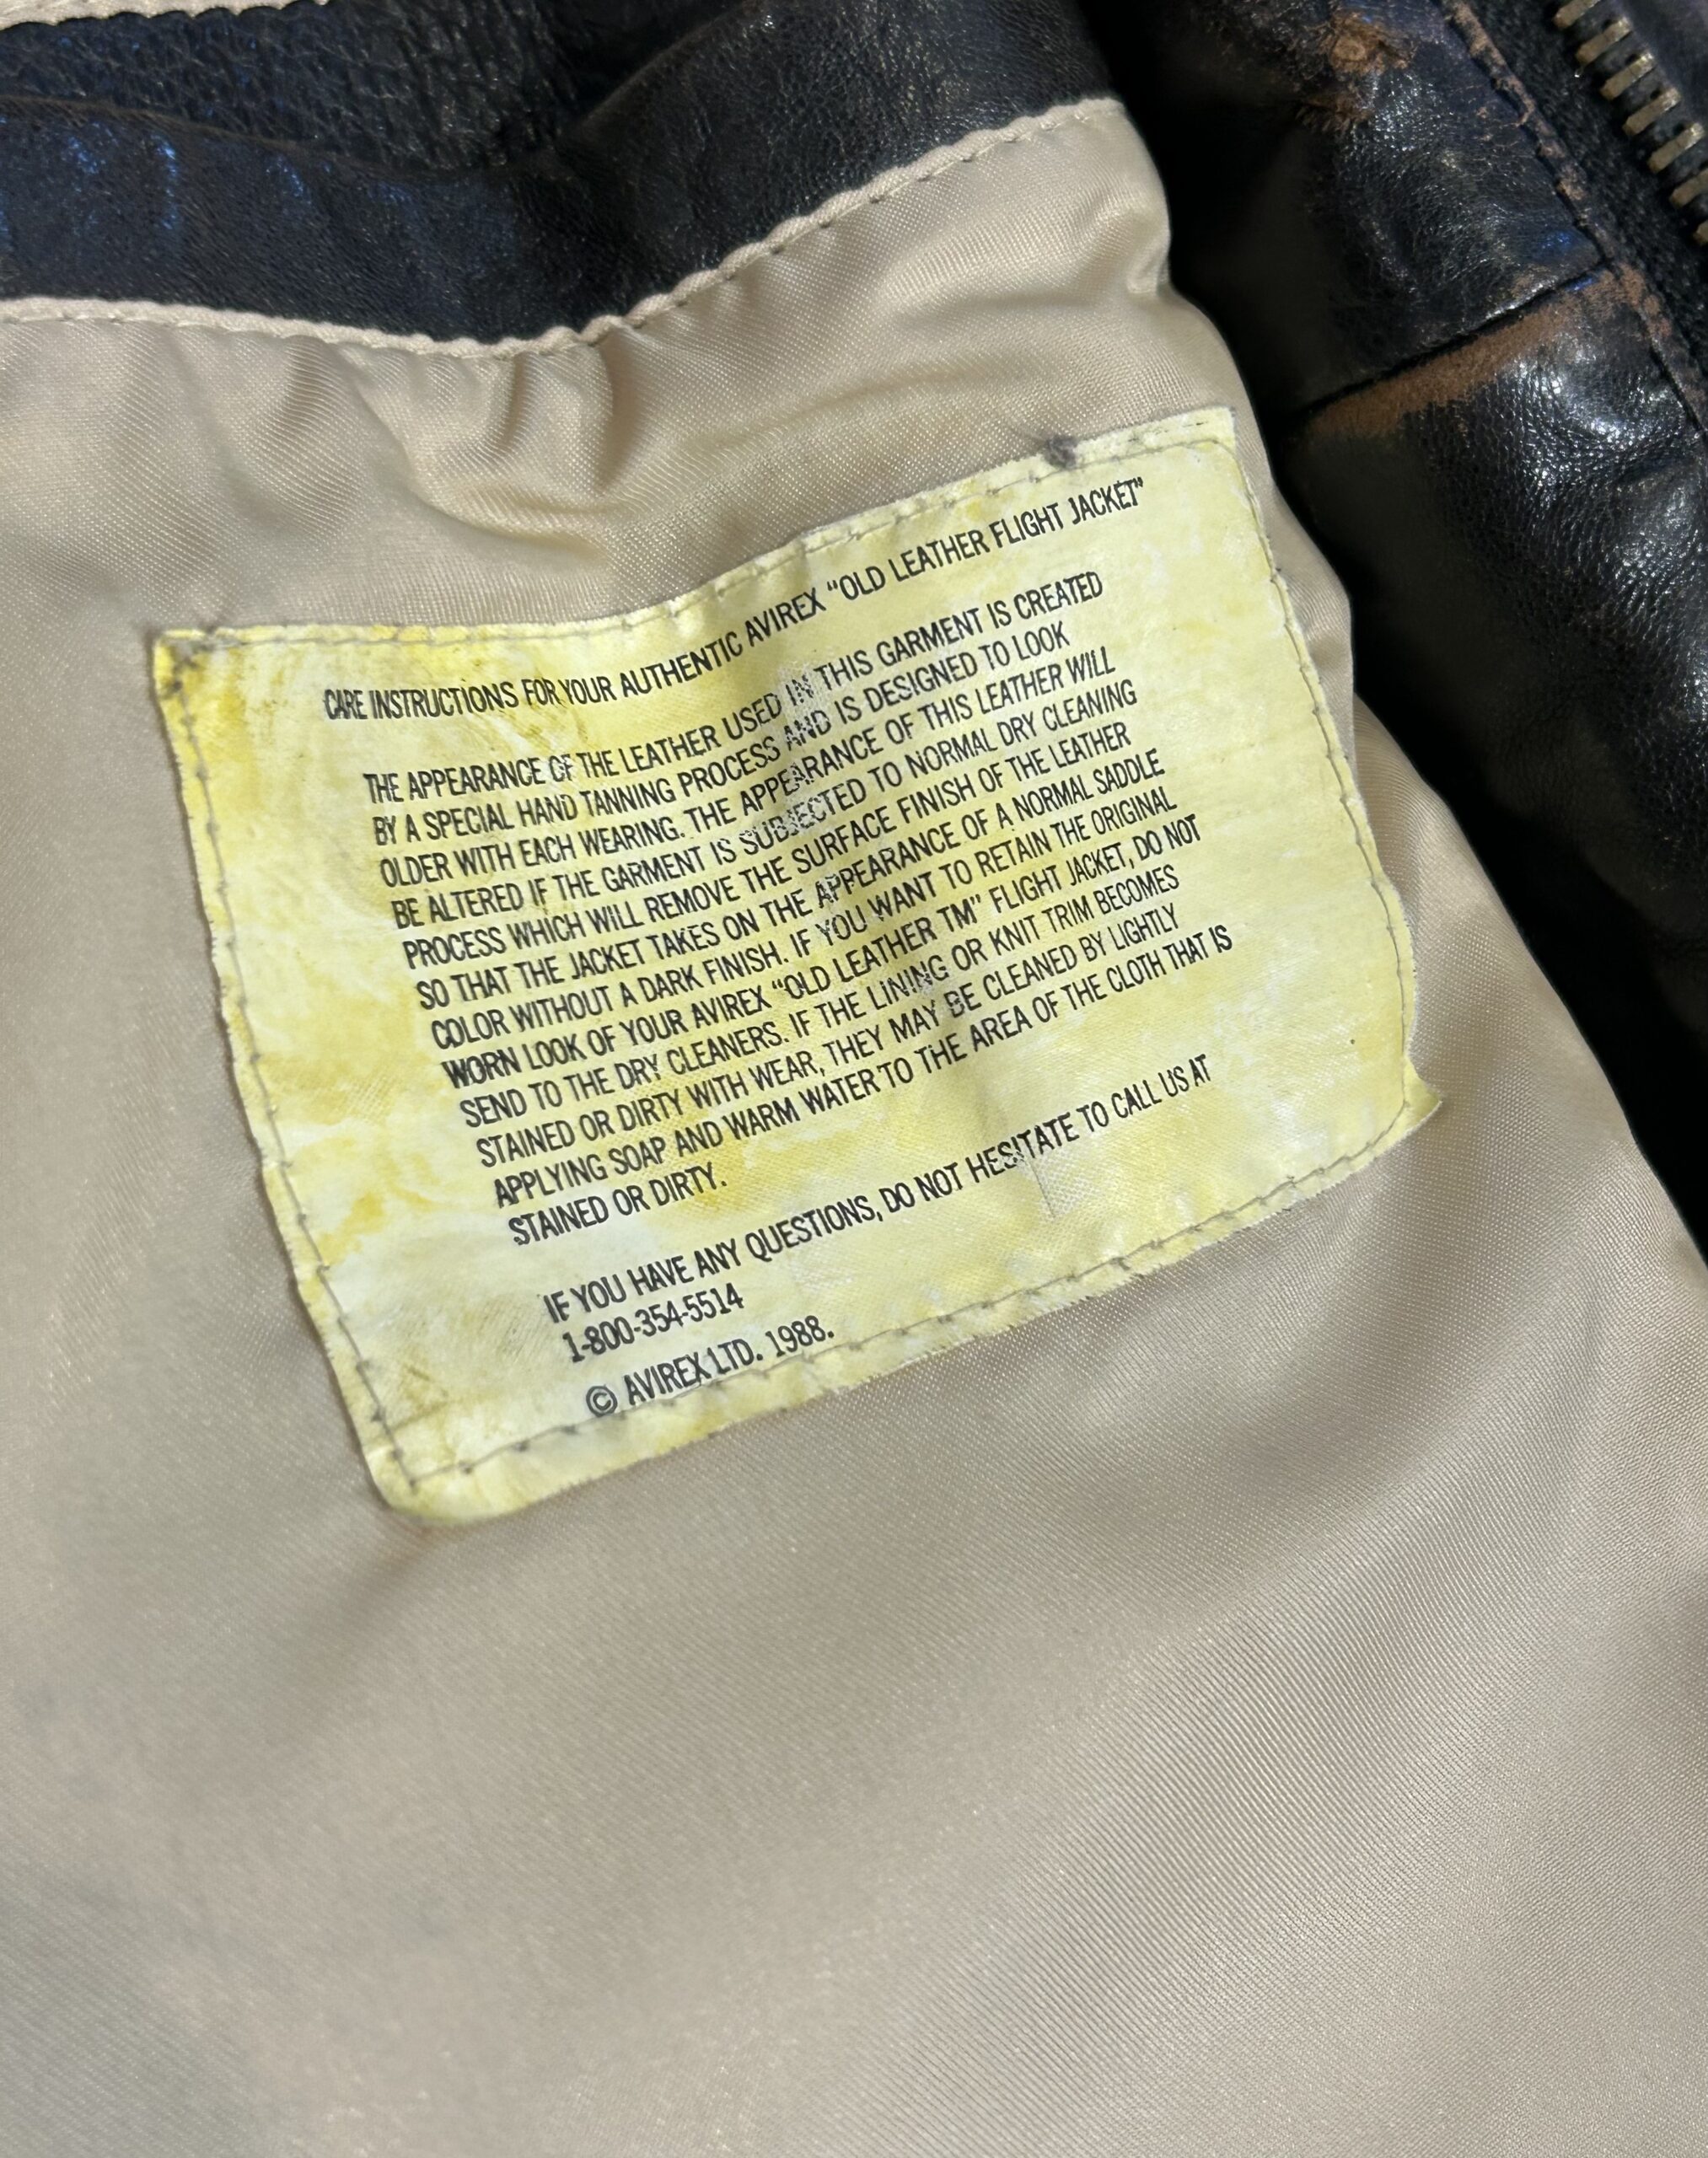 CARE INSTRUCTIONS FOR YOUR AUTHENTIC AVIREX "OLD LEATHER FLIGHT JACKET"
THE APPEARANCE OF THE LEATHER USED IN THIS GARMENT IS CREATED
BY A SPECIAL HAND TANNING PROCESS AND IS DESIGNED TO LOOK
OLDER WITH EACH WEARING. THE APPEARANCE OF THIS LEATHER WILL
BE ALTERED IF THE GARMENT IS SUBJECTED TO NORMAL DRY CLEANING
PROCESS WHICH WILL REMOVE THE SURFACE FINISH OF THE LEATHER
SO THAT THE JACKET TAKES ON THE APPEARANCE OF A NORMAL SADDLE
COLOR WITHOUT A DARK FINISH. IF YOU WANT TO RETAIN THE ORIGINAL
WORN LOOK OF YOUR AVIREX "OLD LEATHER TM" FLIGHT JACKET, DO NOT
SEND TO THE DRY CLEANERS. IF THE LINING OR KNIT TRIM BECOMES
STAINED OR DIRTY WITH WEAR, THEY MAY BE CLEANED BY LIGHTLY
APPLYING SOAP AND WARM WATER TO THE AREA OF THE CLOTH THAT IS
STAINED OR DIRTY.
IF YOU HAVE ANY QUESTIONS, DO NOT HESITATE TO CALL US AT
1-800-354-5514
© AVIREX LTD. 1988.